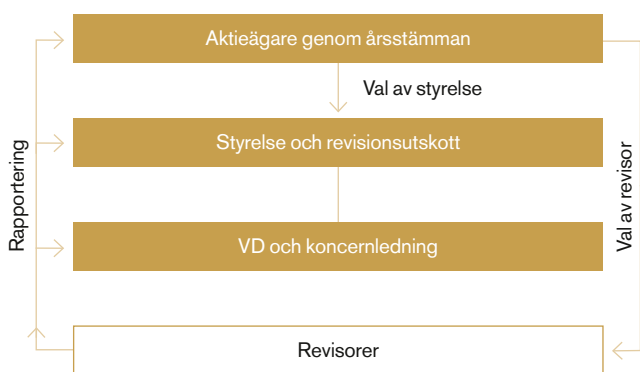 Aktieägare genom årsstämman
Val av styrelse
Styrelse och revisionsutskott
VD och koncernledning
Revisorer
Rapportering
Val av revisor